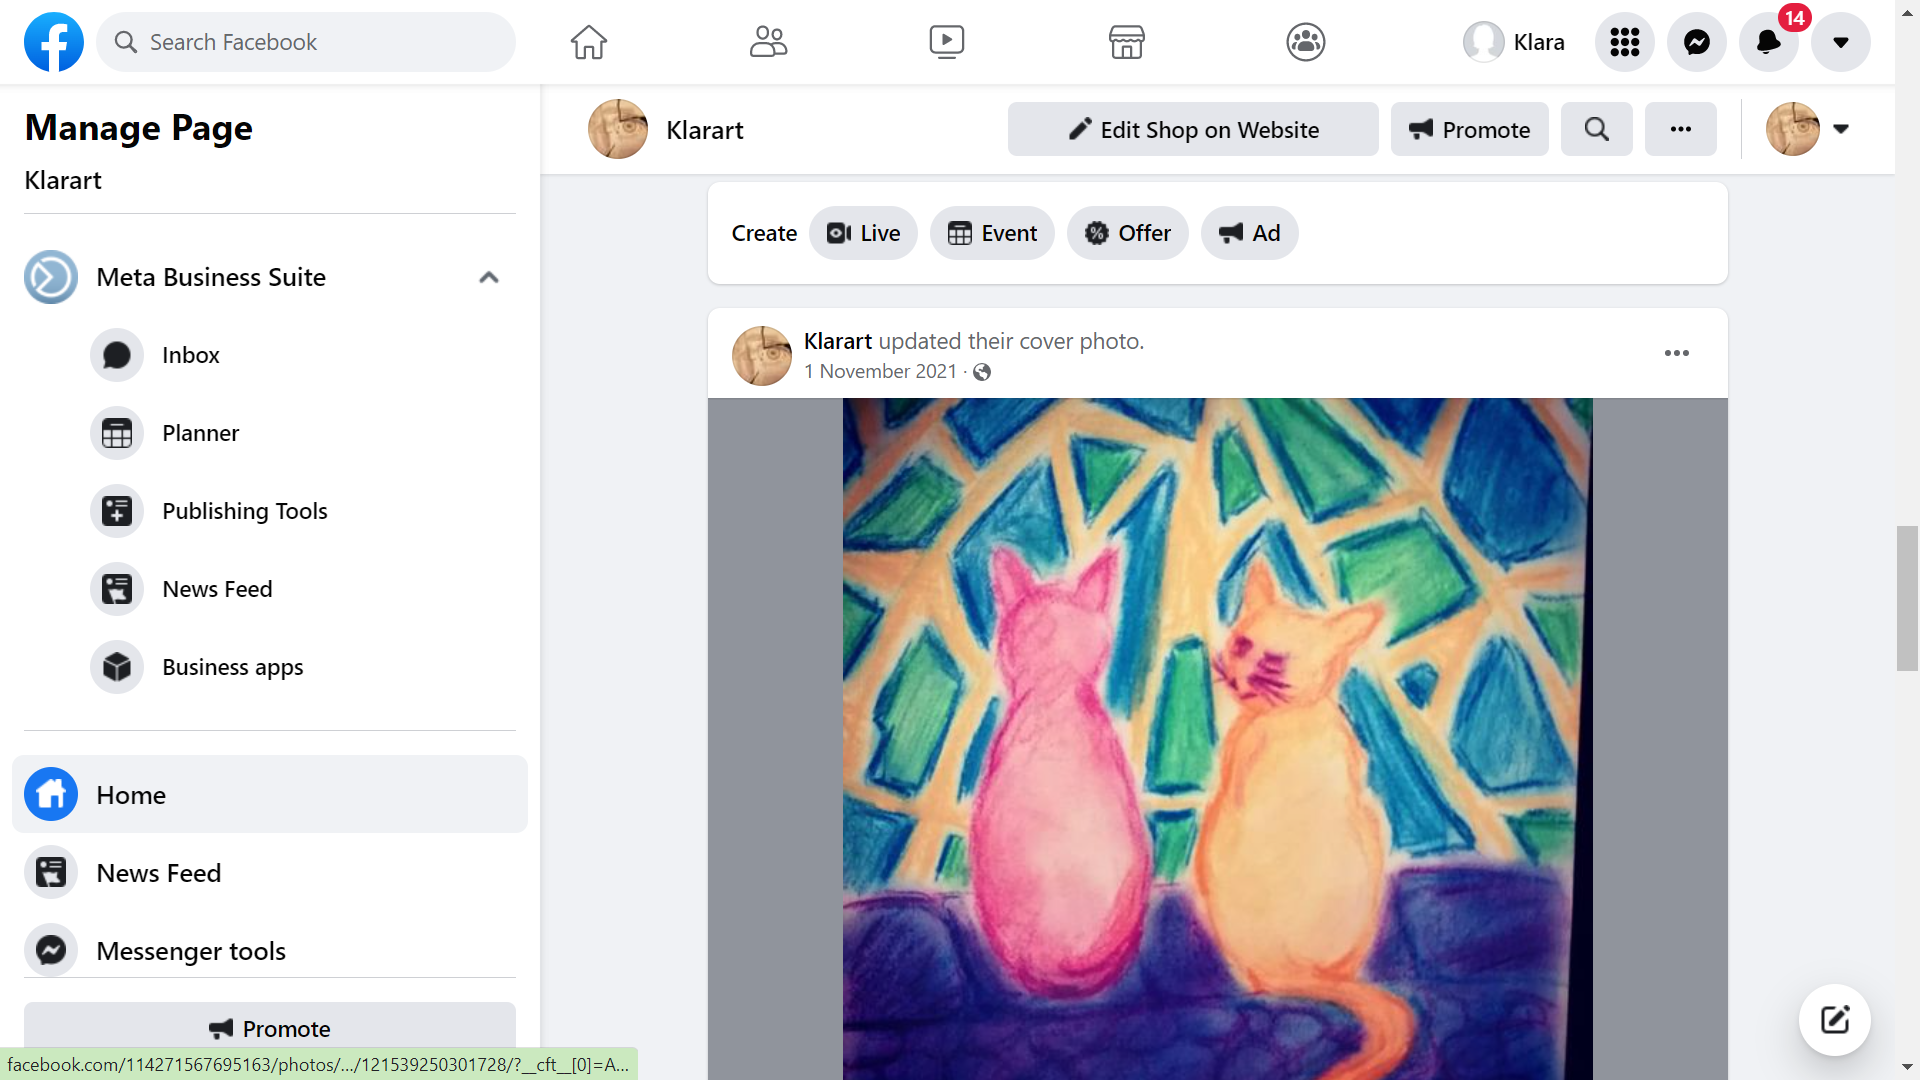 Search Facebook
Klara
14
Manage Page
Klarart
Meta Business Suite
Inbox
Planner
Publishing Tools
News Feed
Business apps
Home
News Feed
Messenger tools
Promote
facebook.com/114271567695163/photos/.../121539250301728/?__cft__[0]=A...
Klarart
Edit Shop on Website
Promote
Create
Live
Event
Offer
Ad
Klarart updated their cover photo.
1 November 2021 ·